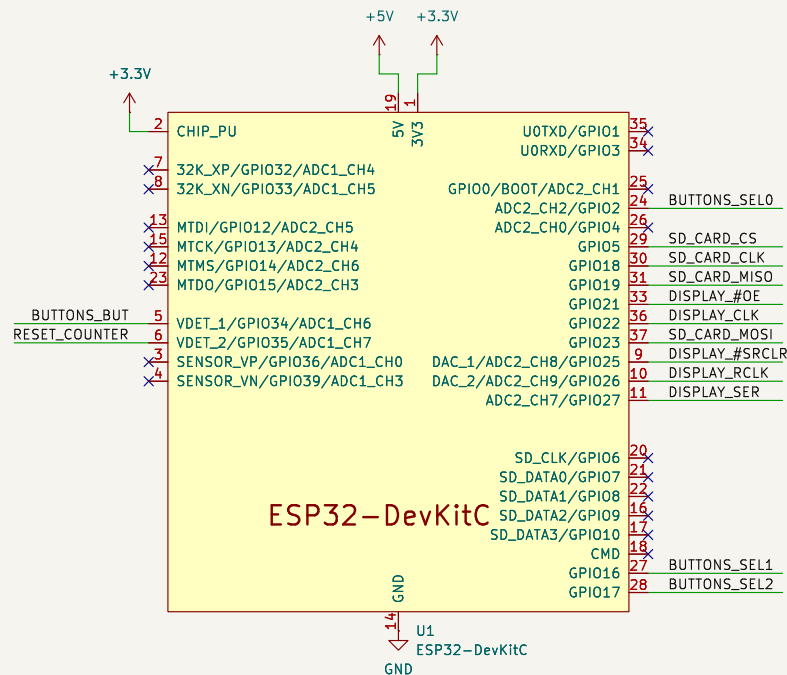 +5V
+3.3V
+3.3V
19
1
5V
3V3
2
CHIP_PU
7
32K_XP/GPIO32/ADC1_CH4
8
32K_XN/GPIO33/ADC1_CH5
13
MTDI/GPIO12/ADC2_CH5
15
MTCK/GPIO13/ADC2_CH4
12
MTMS/GPIO14/ADC2_CH6
23
MTDO/GPIO15/ADC2_CH3
BUTTONS_BUT
5
VDET_1/GPIO34/ADC1_CH6
RESET_COUNTER
6
VDET_2/GPIO35/ADC1_CH7
3
SENSOR_VP/GPIO36/ADC1_CH0
4
SENSOR_VN/GPIO39/ADC1_CH3
U0TXD/GPIO1
35
U0RXD/GPIO3
34
GPIO0/BOOT/ADC2_CH1
25
ADC2_CH2/GPIO2
24
BUTTONS_SEL0
ADC2_CH0/GPIO4
26
GPIO5
29
SD_CARD_CS
GPIO18
30
SD_CARD_CLK
GPIO19
31
SD_CARD_MISO
GPIO21
33
DISPLAY_#OE
GPIO22
36
DISPLAY_CLK
GPIO23
37
SD_CARD_MOSI
DAC_1/ADC2_CH8/GPIO25
9
DISPLAY_#SRCLR
DAC_2/ADC2_CH9/GPIO26
10
DISPLAY_RCLK
ADC2_CH7/GPIO27
11
DISPLAY_SER
SD_CLK/GPIO6
20
SD_DATA0/GPIO7
21
SD_DATA1/GPIO8
22
SD_DATA2/GPIO9
16
SD_DATA3/GPIO10
17
CMD
18
GPIO16
27
BUTTONS_SEL1
GPIO17
28
BUTTONS_SEL2
ESP32-DevKitC
GND
14
U1
ESP32-DevKitC
GND